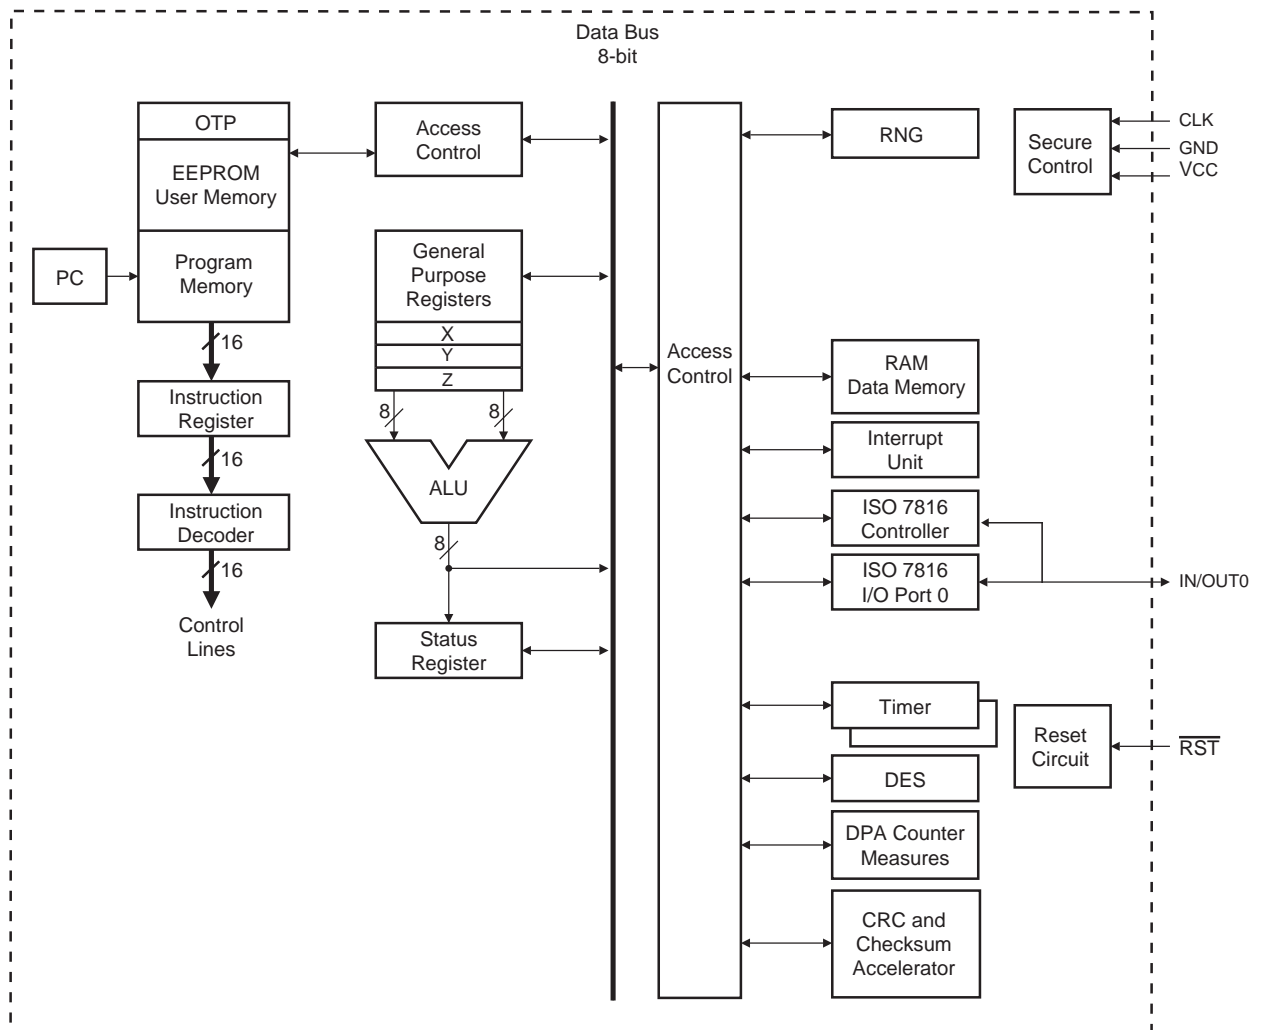 Data Bus
8-bit
OTP
EEPROM
User Memory
Program
Memory
PC
16
Instruction
Register
16
Instruction
Decoder
16
Control
Lines
Access
Control
General
Purpose
Registers
X
Y
Z
8
8
ALU
8
Status
Register
Access
Control
RNG
RAM
Data Memory
Interrupt
Unit
ISO 7816
Controller
ISO 7816
I/O Port 0
Timer
DES
DPA Counter
Measures
CRC and
Checksum
Accelerator
Secure
Control
CLK
GND
VCC
IN/OUT0
Reset
Circuit
RST